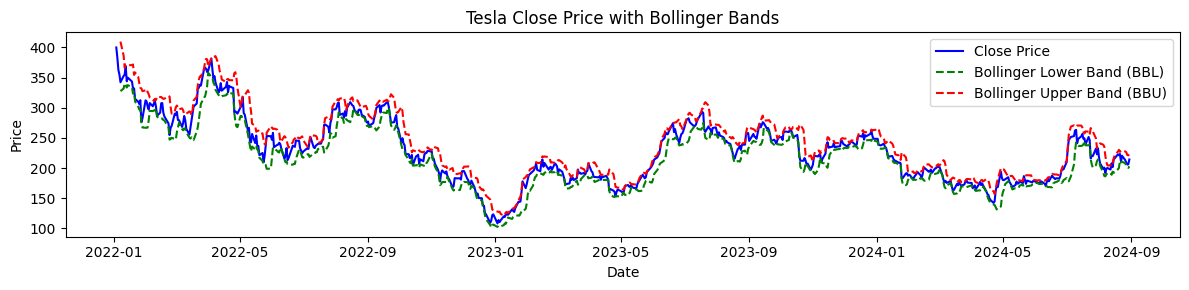 Tesla Close Price with Bollinger Bands
Price
400
350
300
250
200
150
100
Close Price
Bollinger Lower Band (BBL)
Bollinger Upper Band (BBU)
2022-01 2022-05 2022-09 2023-01 2023-05 2023-09 2024-01 2024-05 2024-09
Date